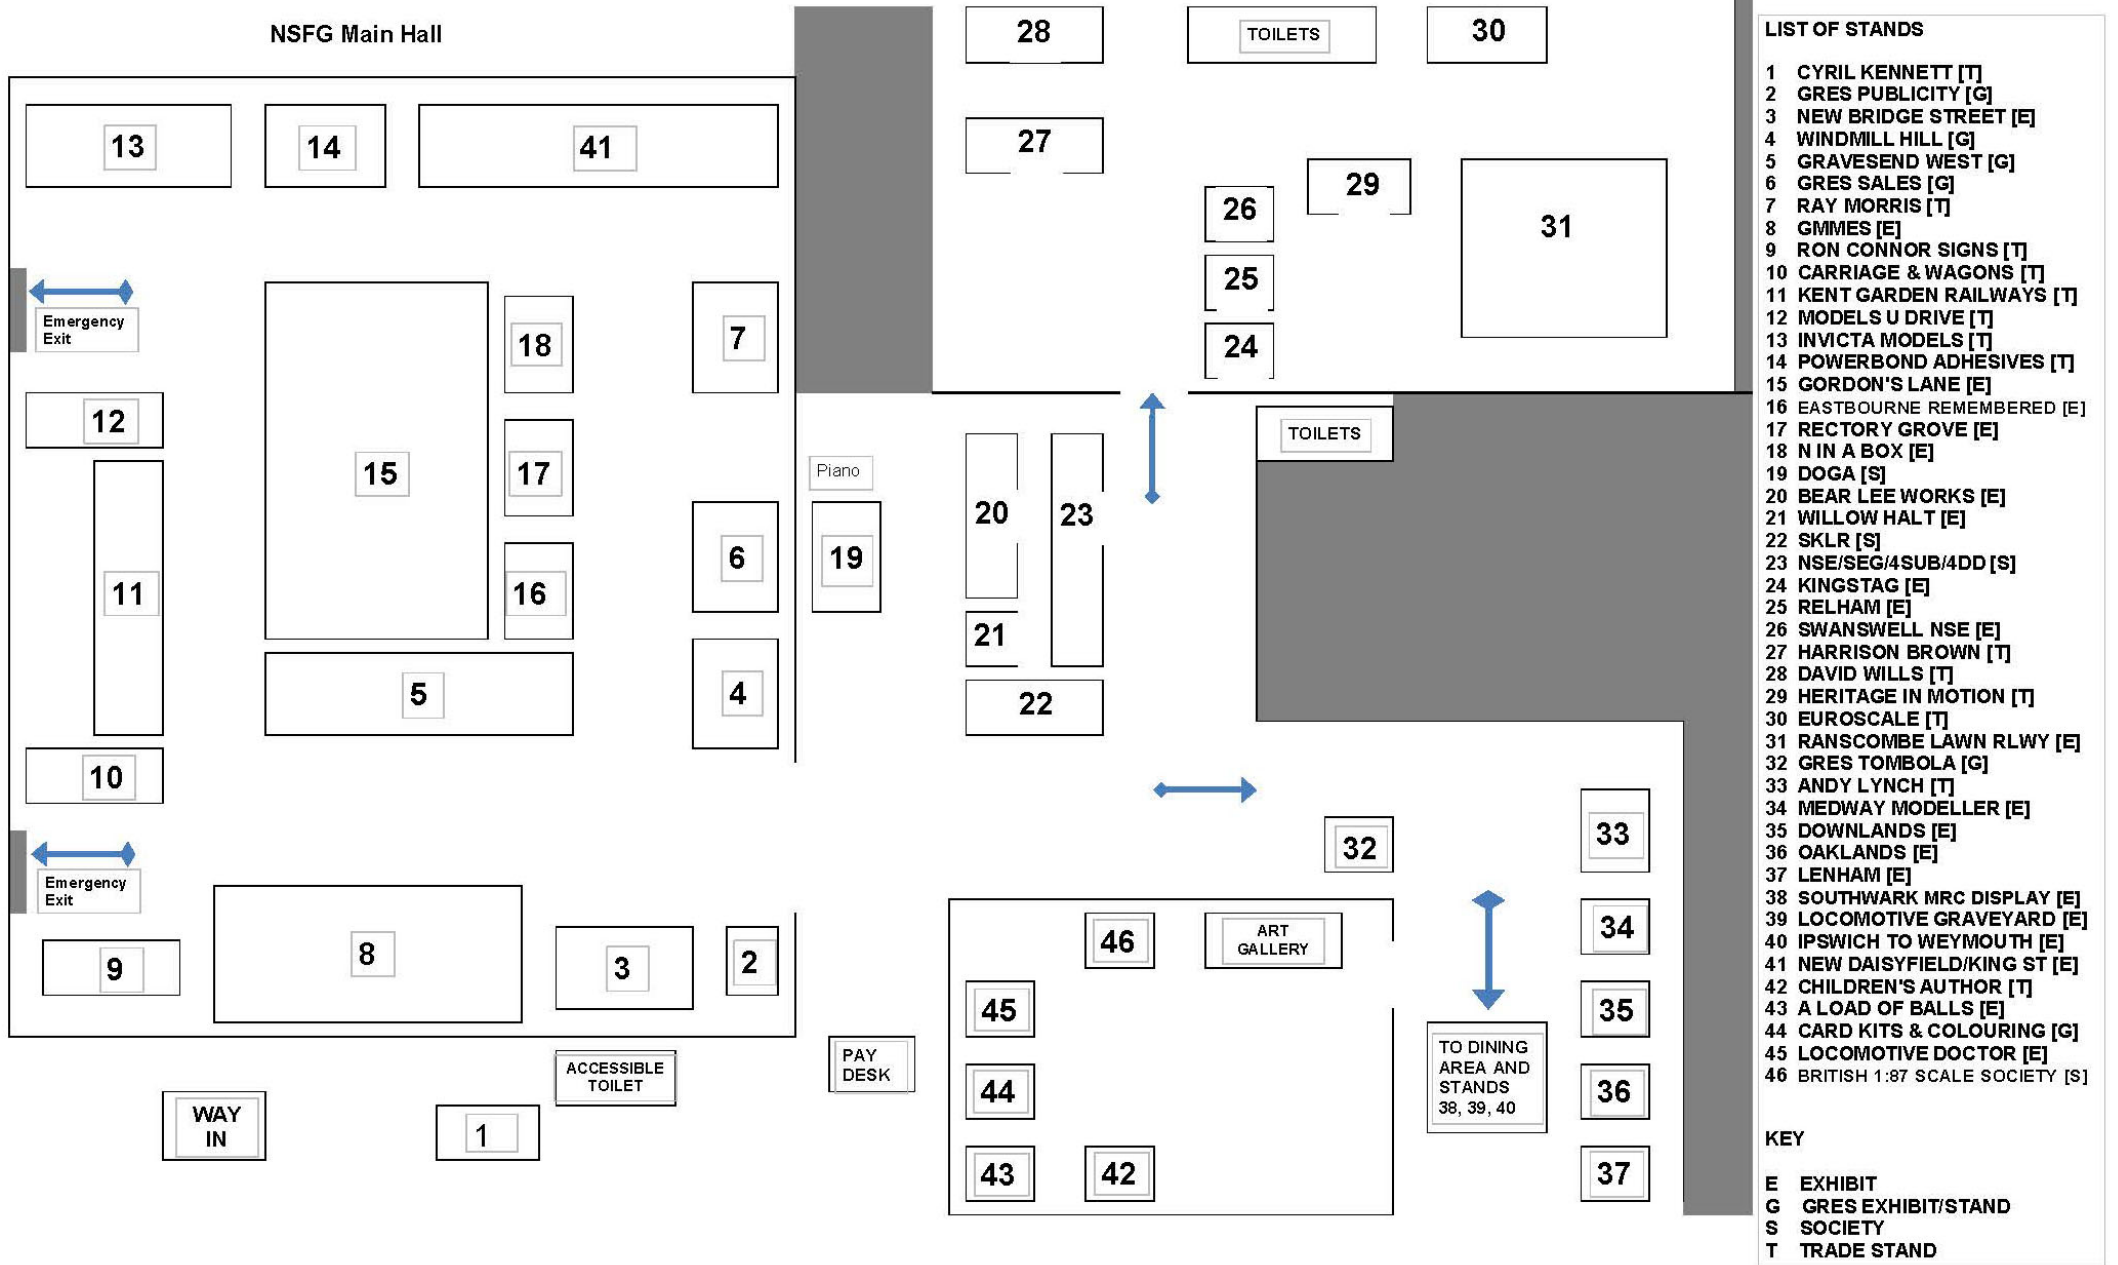 NSFG Main Hall
28
TOILETS
30
13
14
41
27
29
26
31
25
24
Emergency
Exit
18
7
12
TOILETS
15
17
Piano
20
23
6
19
11
16
21
5
4
22
10
32
33
Emergency
Exit
9
8
3
2
46
ART
GALLERY
34
45
35
TO DINING
AREA AND
STANDS
38, 39, 40
PAY
DESK
ACCESSIBLE
TOILET
44
36
WAY
IN
1
43
42
37
LIST OF STANDS
1 CYRIL KENNETT [T]
2 GRES PUBLICITY [G]
3 NEW BRIDGE STREET [E]
4 WINDMILL HILL [G]
5 GRAVESEND WEST [G]
6 GRES SALES [G]
7 RAY MORRIS [T]
8 GMMES [E]
9 RON CONNOR SIGNS [T]
10 CARRIAGE & WAGONS [T]
11 KENT GARDEN RAILWAYS [T]
12 MODELS U DRIVE [T]
13 INVICTA MODELS [T]
14 POWERBOND ADHESIVES [T]
15 GORDON'S LANE [E]
16 EASTBOURNE REMEMBERED [E]
17 RECTORY GROVE [E]
18 N IN A BOX [E]
19 DOGA [S]
20 BEAR LEE WORKS [E]
21 WILLOW HALT [E]
22 SKLR [S]
23 NSE/SEG/4SUB/4DD [S]
24 KINGSTAG [E]
25 RELHAM [E]
26 SWANSWELL NSE [E]
27 HARRISON BROWN [T]
28 DAVID WILLS [T]
29 HERITAGE IN MOTION [T]
30 EUROSCALE [T]
31 RANSCOMBE LAWN RLWY [E]
32 GRES TOMBOLA [G]
33 ANDY LYNCH [T]
34 MEDWAY MODELLER [E]
35 DOWNLANDS [E]
36 OAKLANDS [E]
37 LENHAM [E]
38 SOUTHWARK MRC DISPLAY [E]
39 LOCOMOTIVE GRAVEYARD [E]
40 IPSWICH TO WEYMOUTH [E]
41 NEW DAISYFIELD/KING ST [E]
42 CHILDREN'S AUTHOR [T]
43 A LOAD OF BALLS [E]
44 CARD KITS & COLOURING [G]
45 LOCOMOTIVE DOCTOR [E]
46 BRITISH 1:87 SCALE SOCIETY [S]
KEY
E EXHIBIT
G GRES EXHIBIT/STAND
S SOCIETY
T TRADE STAND